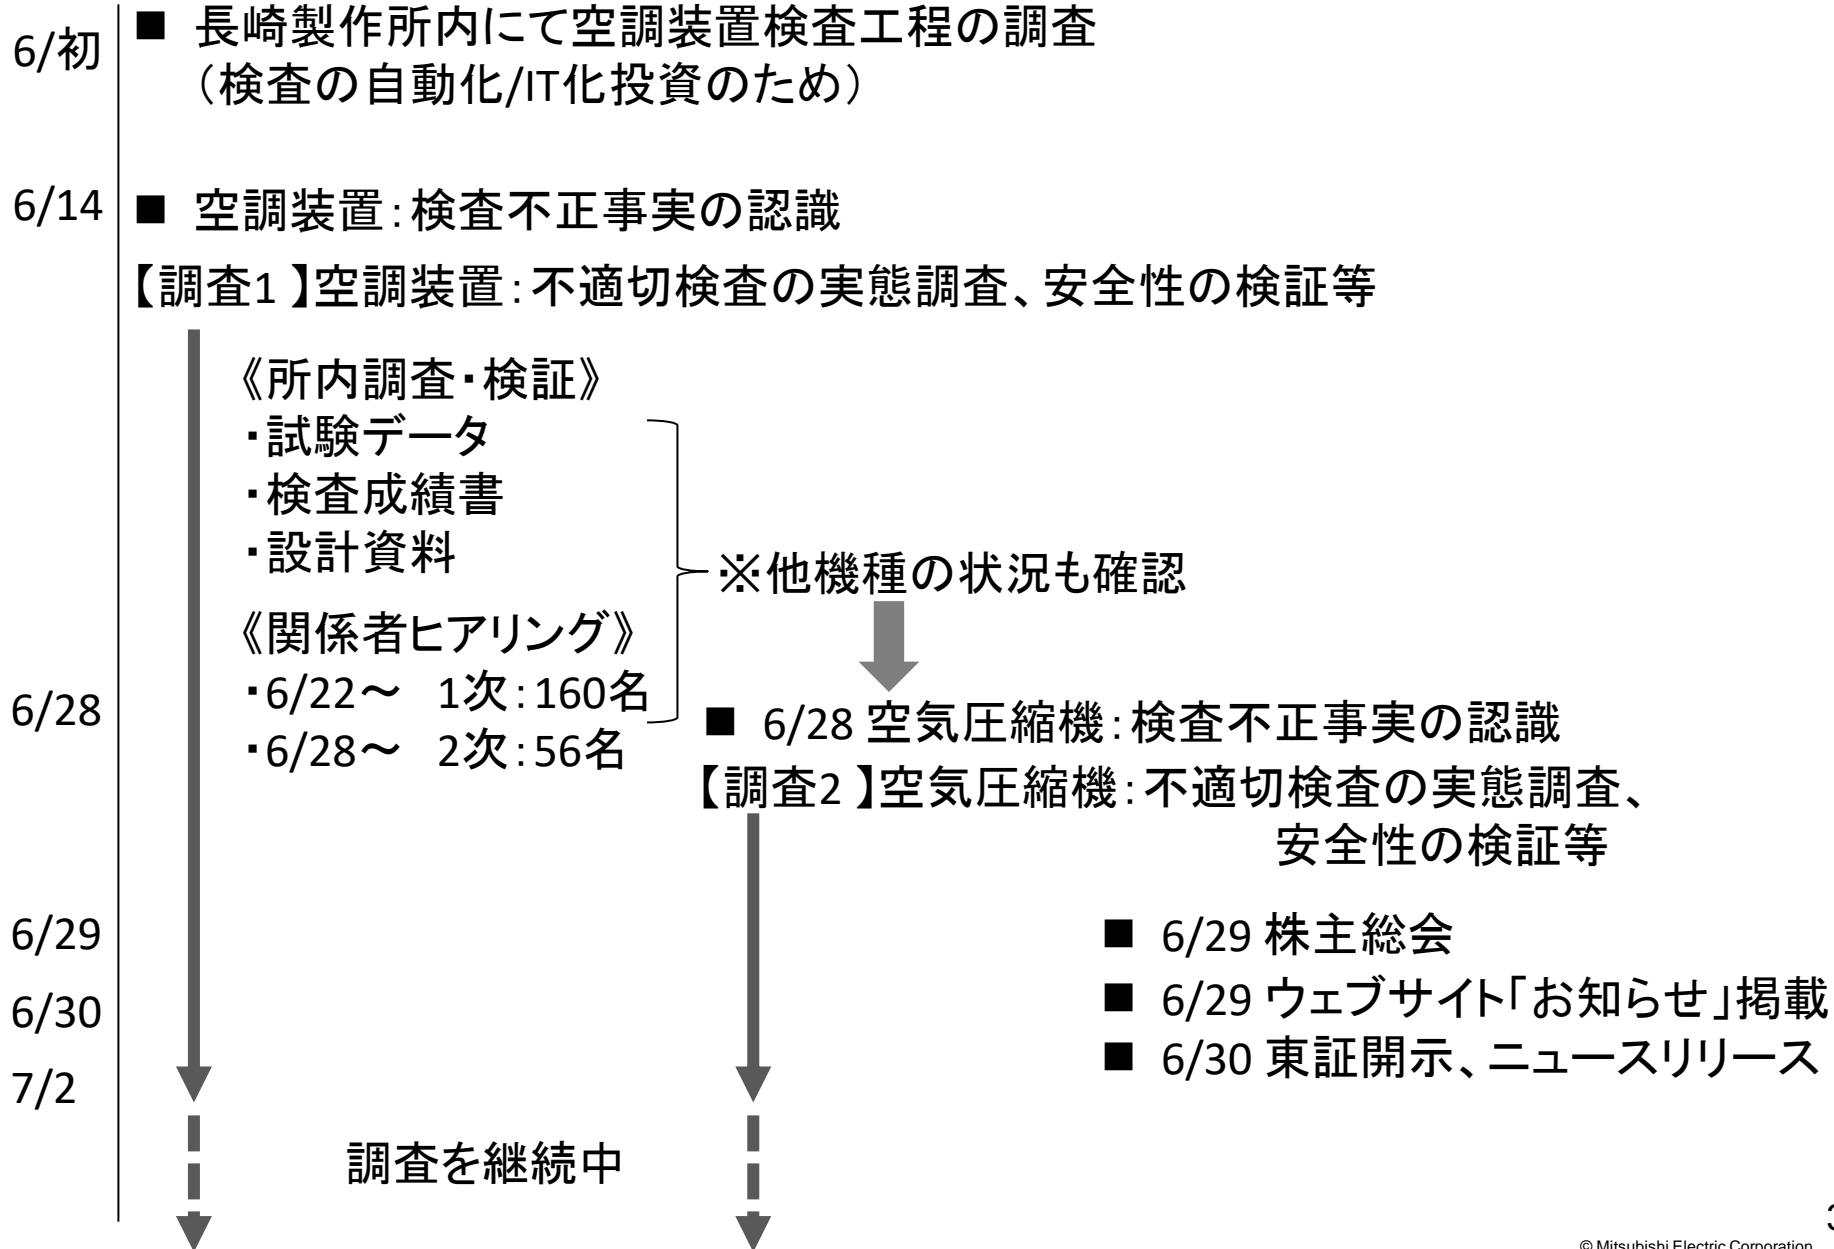 6/初
■ 長崎製作所内にて空調装置検査工程の調査
（検査の自動化/IT化投資のため）
6/14
■ 空調装置：検査不正事実の認識
【調査1 】空調装置：不適切検査の実態調査、安全性の検証等
《所内調査・検証》
・試験データ
・検査成績書
・設計資料
※他機種の状況も確認
《関係者ヒアリング》
・6/22～ 1次：160名
・6/28～ 2次：56名
6/28
■ 6/28 空気圧縮機：検査不正事実の認識
【調査2 】空気圧縮機：不適切検査の実態調査、
安全性の検証等
6/29
■ 6/29 株主総会
6/30
■ 6/29 ウェブサイト「お知らせ」掲載
■ 6/30 東証開示、ニュースリリース
7/2
調査を継続中
© Mitsubishi Electric Corporation